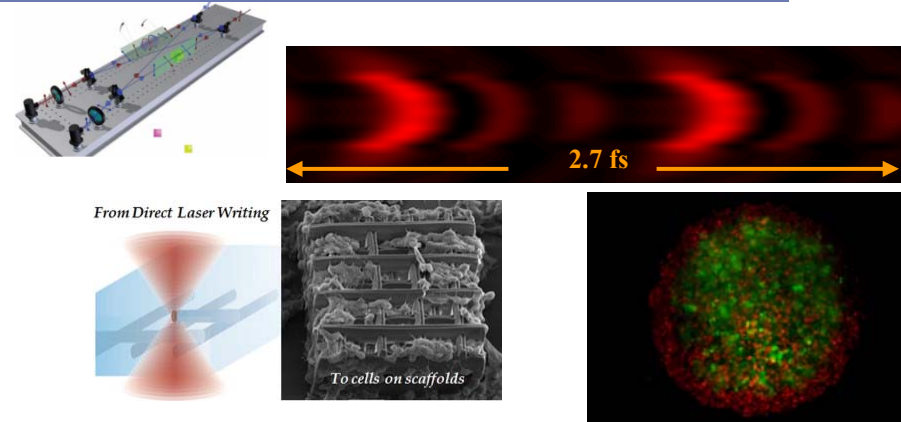 2.7 fs
From Direct Laser Writing
To cells on scaffolds